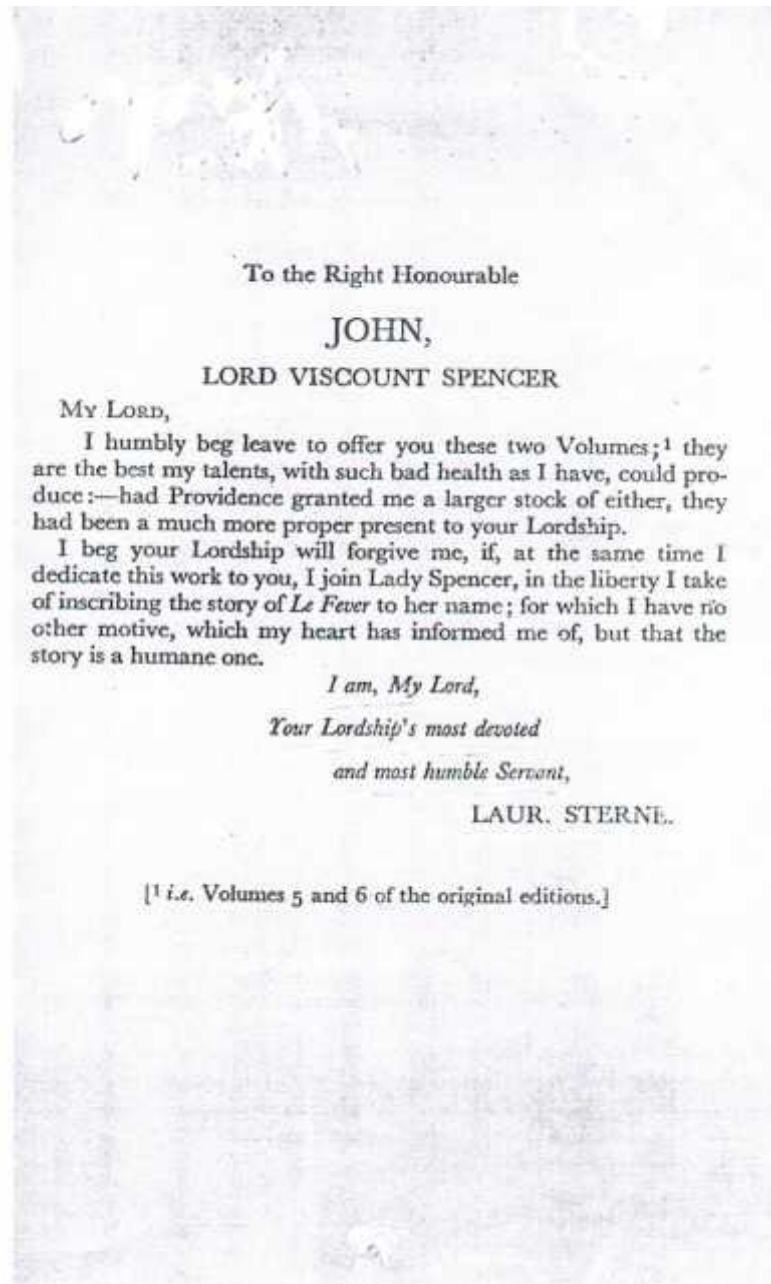 To the Right Honourable
JOHN,
LORD VISCOUNT SPENCER
MY LORD,
I humbly beg leave to offer you these two Volumes;¹ they
are the best my talents, with such bad health as I have, could pro-
duce:—had Providence granted me a larger stock of either, they
had been a much more proper present to your Lordship.
I beg your Lordship will forgive me, if, at the same time I
dedicate this work to you, I join Lady Spencer, in the liberty I take
of inscribing the story of Le Fever to her name; for which I have no
other motive, which my heart has informed me of, but that the
story is a humane one.
I am, My Lord,
Your Lordship's most devoted
and most humble Servant,
LAUR. STERNE.
[¹ i.e. Volumes 5 and 6 of the original editions.]